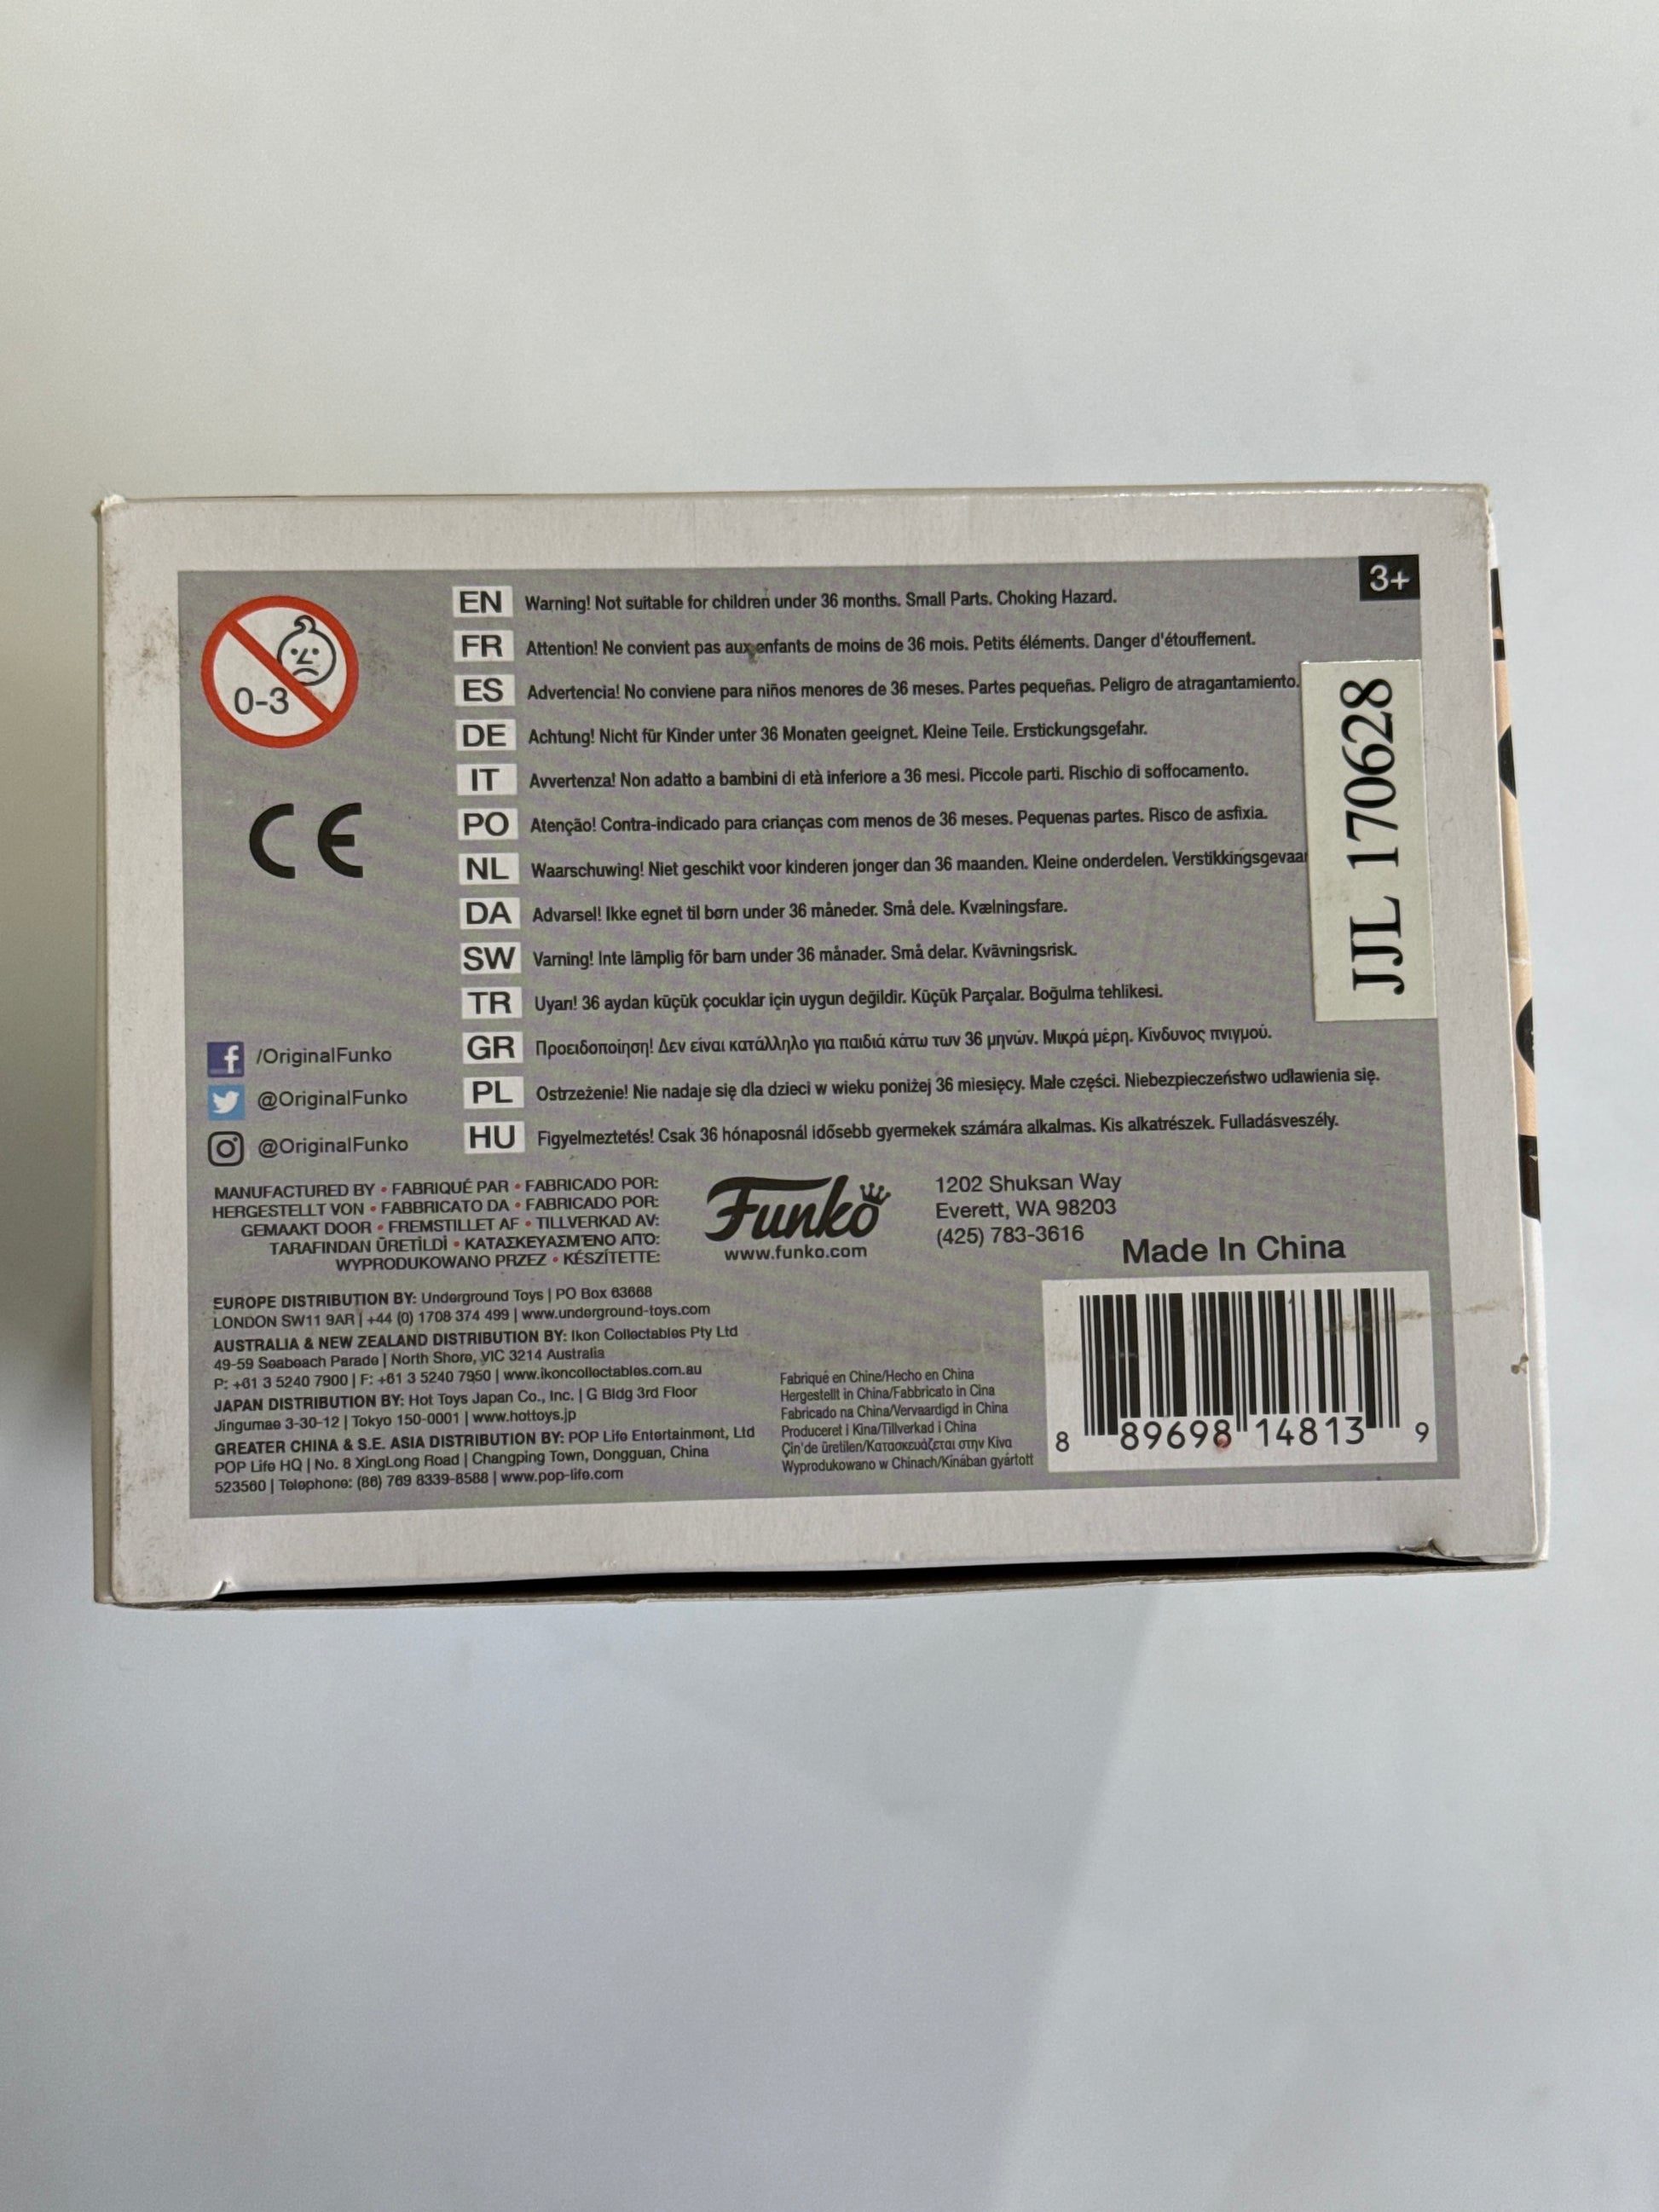 3+
0-3
EN Warning! Not suitable for children under 36 months. Small Parts. Choking Hazard.
FR Attention! Ne convient pas aux enfants de moins de 36 mois. Petits éléments. Danger d'étouffement.
ES Advertencia! No conviene para niños menores de 36 meses. Partes pequeñas. Peligro de atragantamiento.
DE Achtung! Nicht für Kinder unter 36 Monaten geeignet. Kleine Teile. Erstickungsgefahr.
IT Avvertenza! Non adatto a bambini di età inferiore a 36 mesi. Piccole parti. Rischio di soffocamento.
PO Atenção! Contra-indicado para crianças com menos de 36 meses. Pequenas partes. Risco de asfixia.
NL Waarschuwing! Niet geschikt voor kinderen jonger dan 36 maanden. Kleine onderdelen. Verstikkingsgevaar
DA Advarsel! Ikke egnet til børn under 36 måneder. Små dele. Kvælningsfare.
SW Varning! Inte lämplig för barn under 36 månader. Små delar. Kvävningsrisk.
TR Uyarı! 36 aydan küçük çocuklar için uygun değildir. Küçük Parçalar. Boğulma tehlikesi.
GR Προειδοποίηση! Δεν είναι κατάλληλο για παιδιά κάτω των 36 μηνών. Μικρά μέρη. Κίνδυνος πνιγμού.
PL Ostrzeżenie! Nie nadaje się dla dzieci w wieku poniżej 36 miesięcy. Małe części. Niebezpieczeństwo udławienia się.
HU Figyelmeztetés! Csak 36 hónaposnál idősebb gyermekek számára alkalmas. Kis alkatrészek. Fulladásveszély.
JJL 170628
CE
f /OriginalFunko
@OriginalFunko
@OriginalFunko
MANUFACTURED BY • FABRIQUÉ PAR • FABRICADO POR:
HERGESTELLT VON • FABBRICATO DA • FABRICADO POR:
GEMAAKT DOOR • FREMSTILLET AF • TILLVERKAD AV:
TARAFINDAN ÜRETİLDİ • ΚΑΤΑΣΚΕΥΑΣΜΈΝΟ ΑΠΌ:
WYPRODUKOWANO PRZEZ • KÉSZÍTETTE:
Funko
www.funko.com
1202 Shuksan Way
Everett, WA 98203
(425) 783-3616
Made In China
EUROPE DISTRIBUTION BY: Underground Toys | PO Box 63668
LONDON SW11 9AR | +44 (0) 1708 374 499 | www.underground-toys.com
AUSTRALIA & NEW ZEALAND DISTRIBUTION BY: Ikon Collectables Pty Ltd
49-59 Seabeach Parade | North Shore, VIC 3214 Australia
P: +61 3 5240 7900 | F: +61 3 5240 7950 | www.ikoncollectables.com.au
JAPAN DISTRIBUTION BY: Hot Toys Japan Co., Inc. | G Bldg 3rd Floor
Jingumae 3-30-12 | Tokyo 150-0001 | www.hottoys.jp
GREATER CHINA & S.E. ASIA DISTRIBUTION BY: POP Life Entertainment, Ltd
POP Life HQ | No. 8 XingLong Road | Changping Town, Dongguan, China
523560 | Telephone: (86) 769 8339-8588 | www.pop-life.com
Fabriqué en Chine/Hecho en China
Hergestellt in China/Fabbricato in Cina
Fabricado na China/Vervaardigd in China
Produceret i Kina/Tillverkad i China
Çin'de üretilen/Κατασκευάζεται στην Κίνα
Wyprodukowano w Chinach/Kínában gyártott
8 89698 14813 9